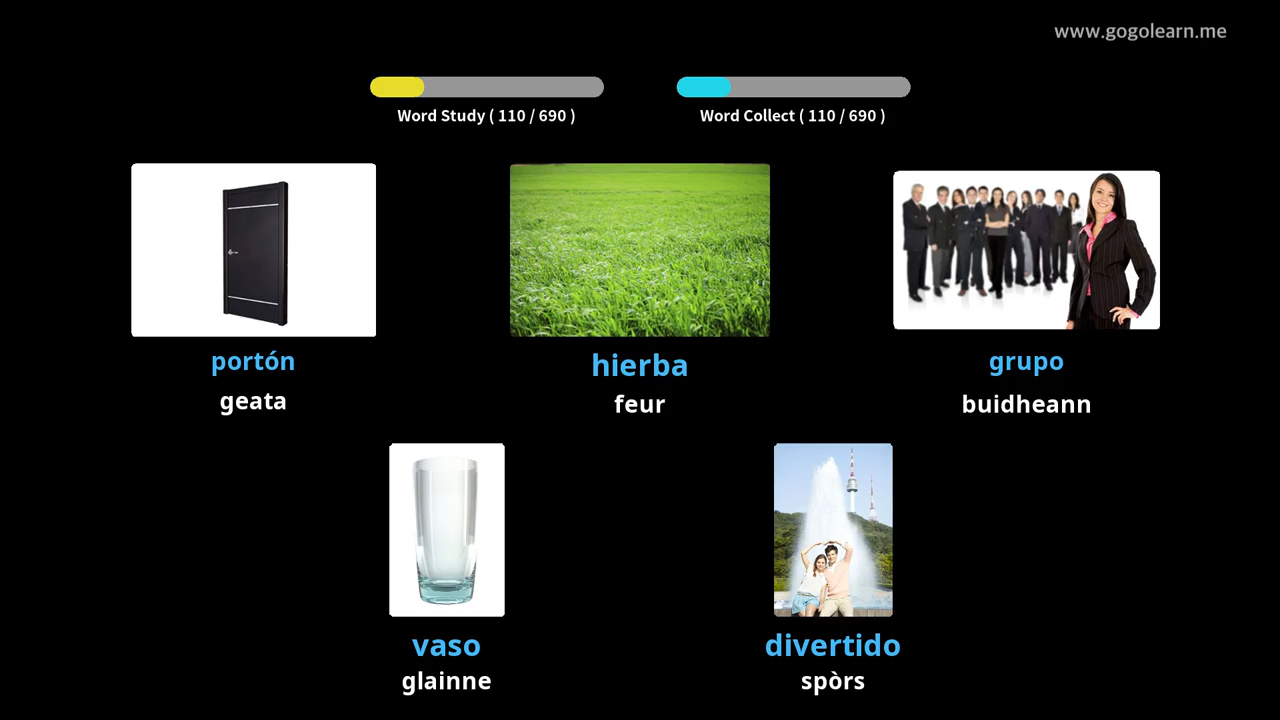 www.gogolearn.me
Word Study ( 110 / 690 )
Word Collect ( 110 / 690 )
portón
geata
hierba
feur
grupo
buidheann
vaso
glainne
divertido
spòrs